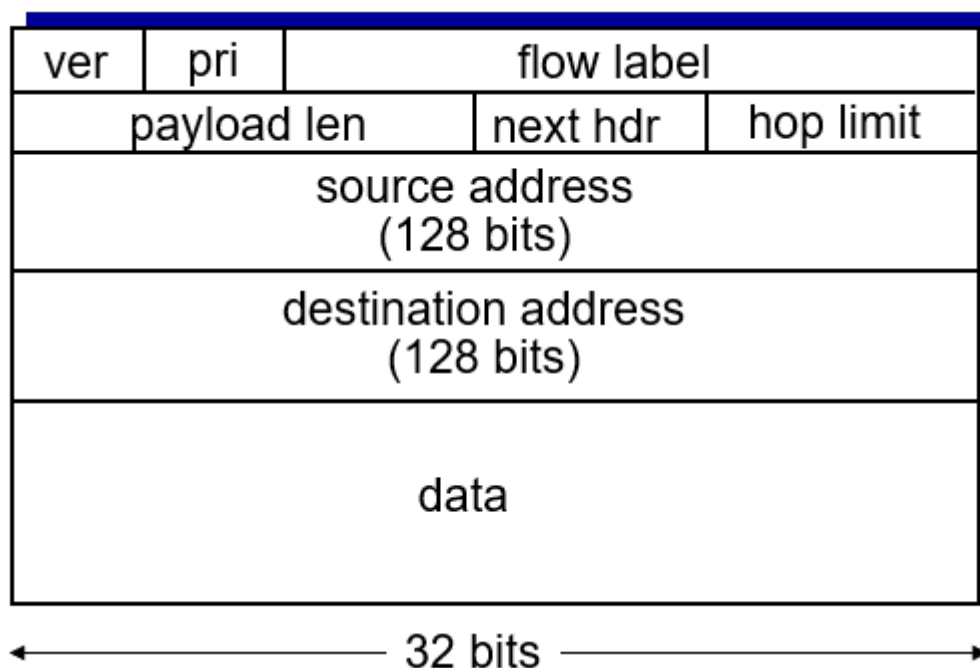 ver pri flow label
payload len next hdr hop limit
source address
(128 bits)
destination address
(128 bits)
data
32 bits